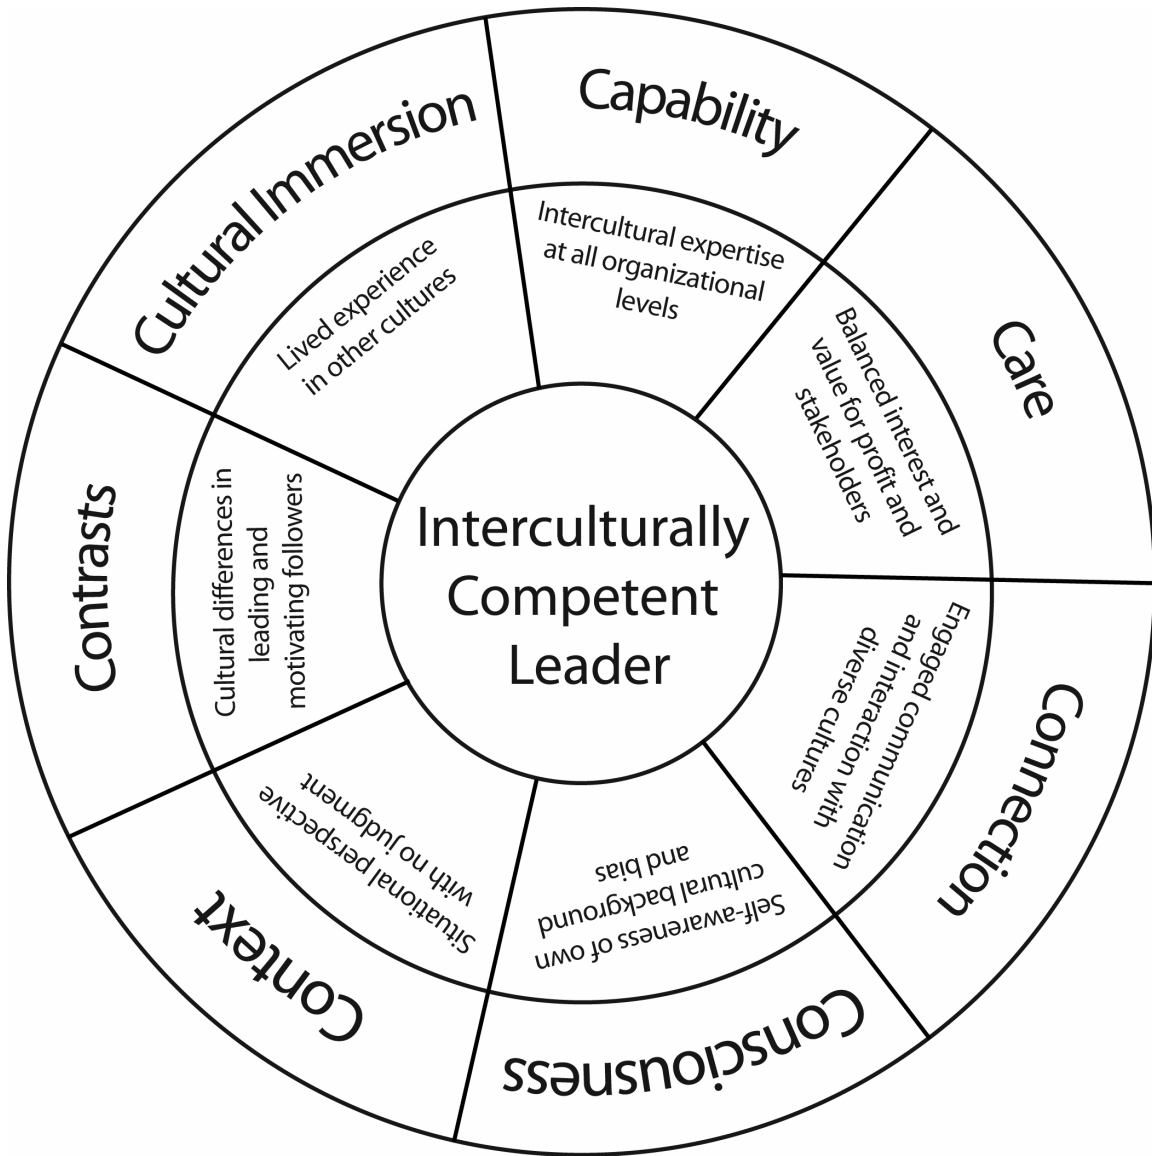 Capability
Intercultural expertise
at all organizational
levels
Care
Balanced interest and
value for profit and
stakeholders
Connection
Engaged communication
and interaction with
diverse cultures
Consciousness
Self-awareness of own
cultural background
and bias
Context
Situational perspective
with no judgment
Contrasts
Cultural differences in
leading and
motivating followers
Cultural Immersion
Lived experience
in other cultures
Interculturally
Competent
Leader